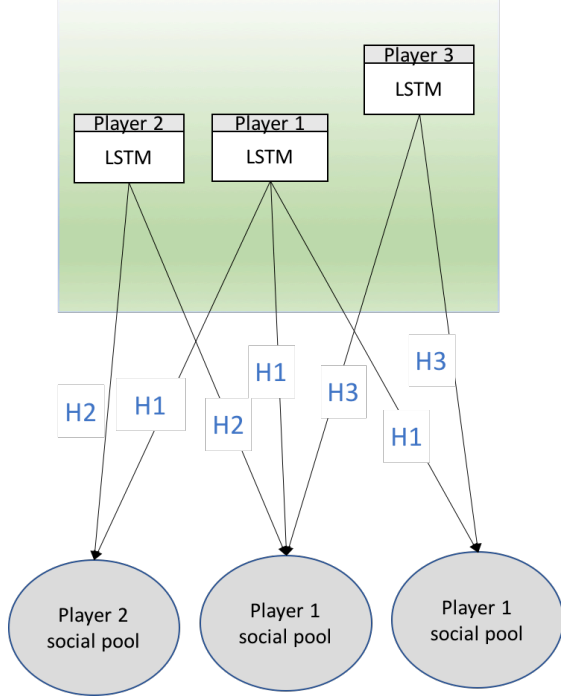 Player 3
LSTM
Player 2
LSTM
Player 1
LSTM
H2
H1
H2
H1
H3
H1
H3
Player 2
social pool
Player 1
social pool
Player 1
social pool